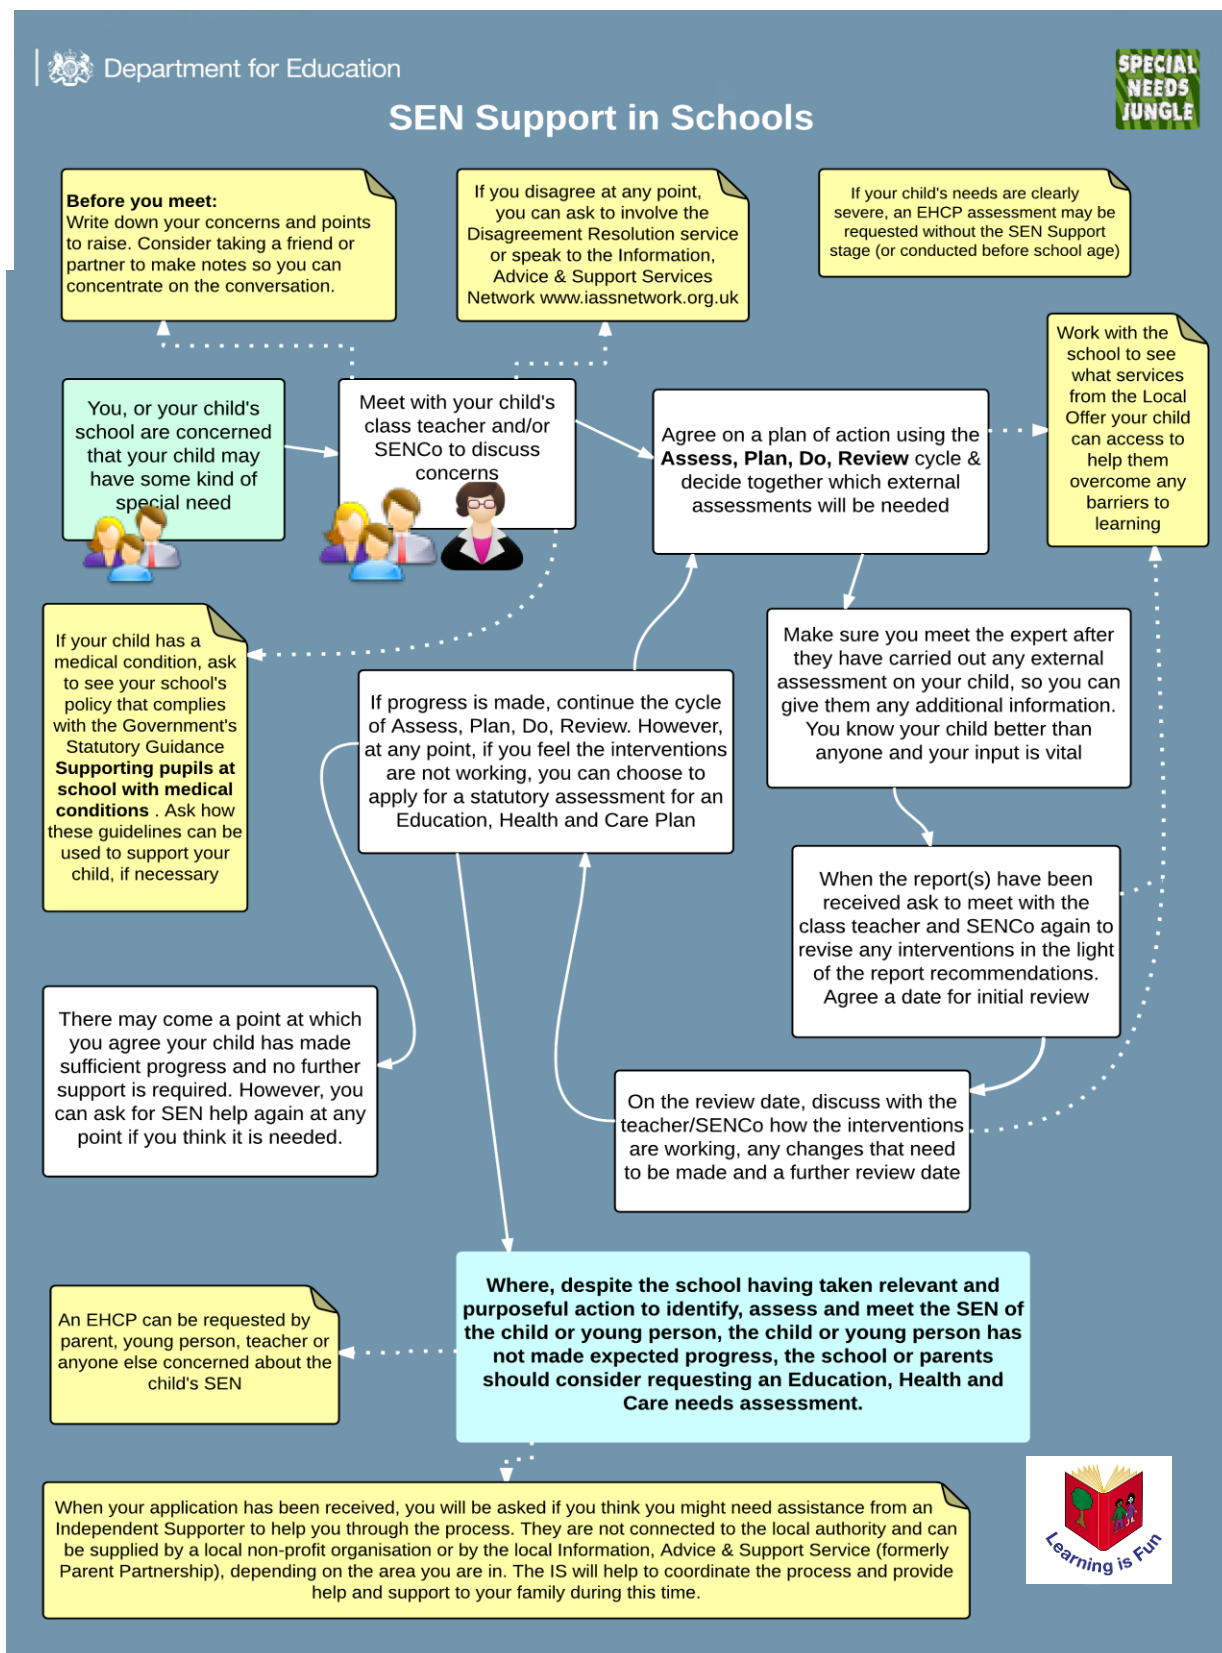 Department for Education
SPECIAL
NEEDS
JUNGLE
SEN Support in Schools
Before you meet:
Write down your concerns and points
to raise. Consider taking a friend or
partner to make notes so you can
concentrate on the conversation.
If you disagree at any point,
you can ask to involve the
Disagreement Resolution service
or speak to the Information,
Advice & Support Services
Network www.iassnetwork.org.uk
If your child's needs are clearly
severe, an EHCP assessment may be
requested without the SEN Support
stage (or conducted before school age)
You, or your child's
school are concerned
that your child may
have some kind of
special need
Meet with your child's
class teacher and/or
SENCo to discuss
concerns
Agree on a plan of action using the
Assess, Plan, Do, Review cycle &
decide together which external
assessments will be needed
Work with the
school to see
what services
from the Local
Offer your child
can access to
help them
overcome any
barriers to
learning
If your child has a
medical condition, ask
to see your school's
policy that complies
with the Government's
Statutory Guidance
Supporting pupils at
school with medical
conditions . Ask how
these guidelines can be
used to support your
child, if necessary
If progress is made, continue the cycle
of Assess, Plan, Do, Review. However,
at any point, if you feel the interventions
are not working, you can choose to
apply for a statutory assessment for an
Education, Health and Care Plan
Make sure you meet the expert after
they have carried out any external
assessment on your child, so you can
give them any additional information.
You know your child better than
anyone and your input is vital
When the report(s) have been
received ask to meet with the
class teacher and SENCo again to
revise any interventions in the light
of the report recommendations.
Agree a date for initial review
There may come a point at which
you agree your child has made
sufficient progress and no further
support is required. However, you
can ask for SEN help again at any
point if you think it is needed.
On the review date, discuss with the
teacher/SENCo how the interventions
are working, any changes that need
to be made and a further review date
Where, despite the school having taken relevant and
purposeful action to identify, assess and meet the SEN of
the child or young person, the child or young person has
not made expected progress, the school or parents
should consider requesting an Education, Health and
Care needs assessment.
An EHCP can be requested by
parent, young person, teacher or
anyone else concerned about the
child's SEN
When your application has been received, you will be asked if you think you might need assistance from an
Independent Supporter to help you through the process. They are not connected to the local authority and can
be supplied by a local non-profit organisation or by the local Information, Advice & Support Service (formerly
Parent Partnership), depending on the area you are in. The IS will help to coordinate the process and provide
help and support to your family during this time.
Learning is Fun